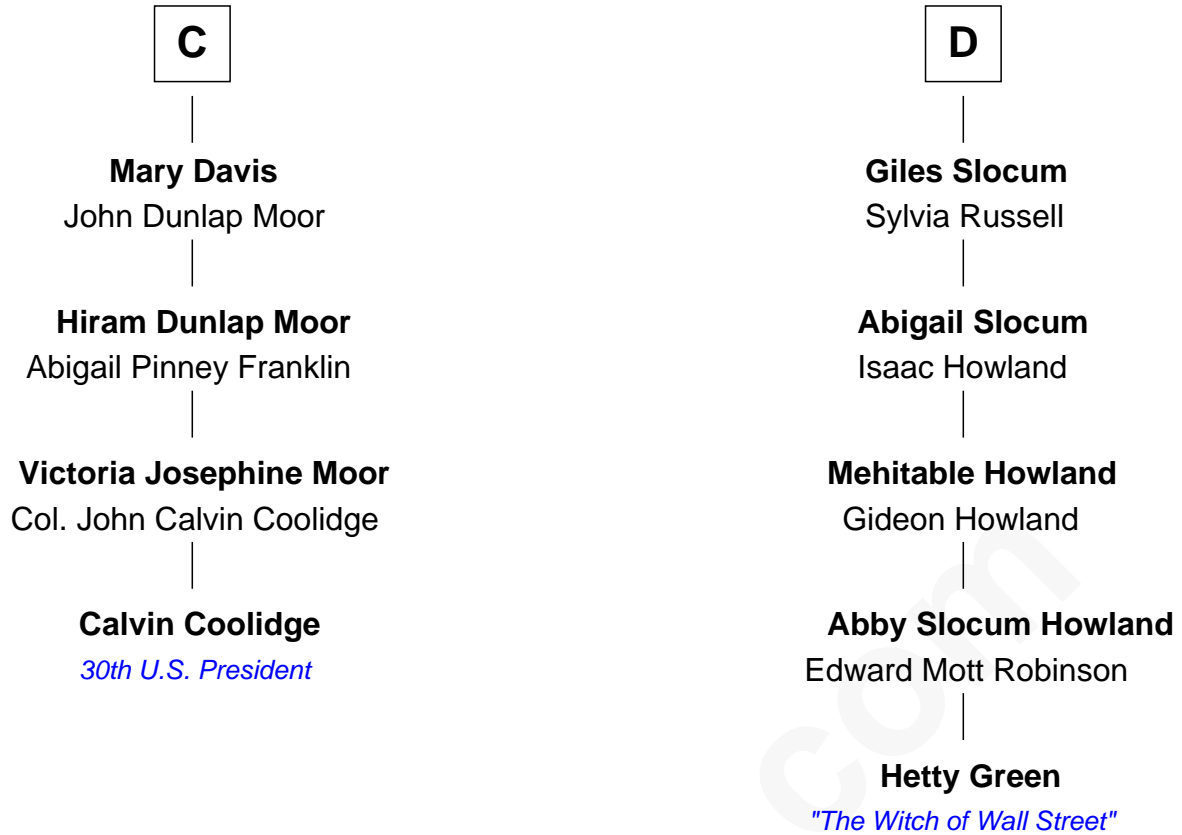 C
Mary Davis
John Dunlap Moor
Hiram Dunlap Moor
Abigail Pinney Franklin
Victoria Josephine Moor
Col. John Calvin Coolidge
Calvin Coolidge
30th U.S. President
D
Giles Slocum
Sylvia Russell
Abigail Slocum
Isaac Howland
Mehitable Howland
Gideon Howland
Abby Slocum Howland
Edward Mott Robinson
Hetty Green
"The Witch of Wall Street"
com